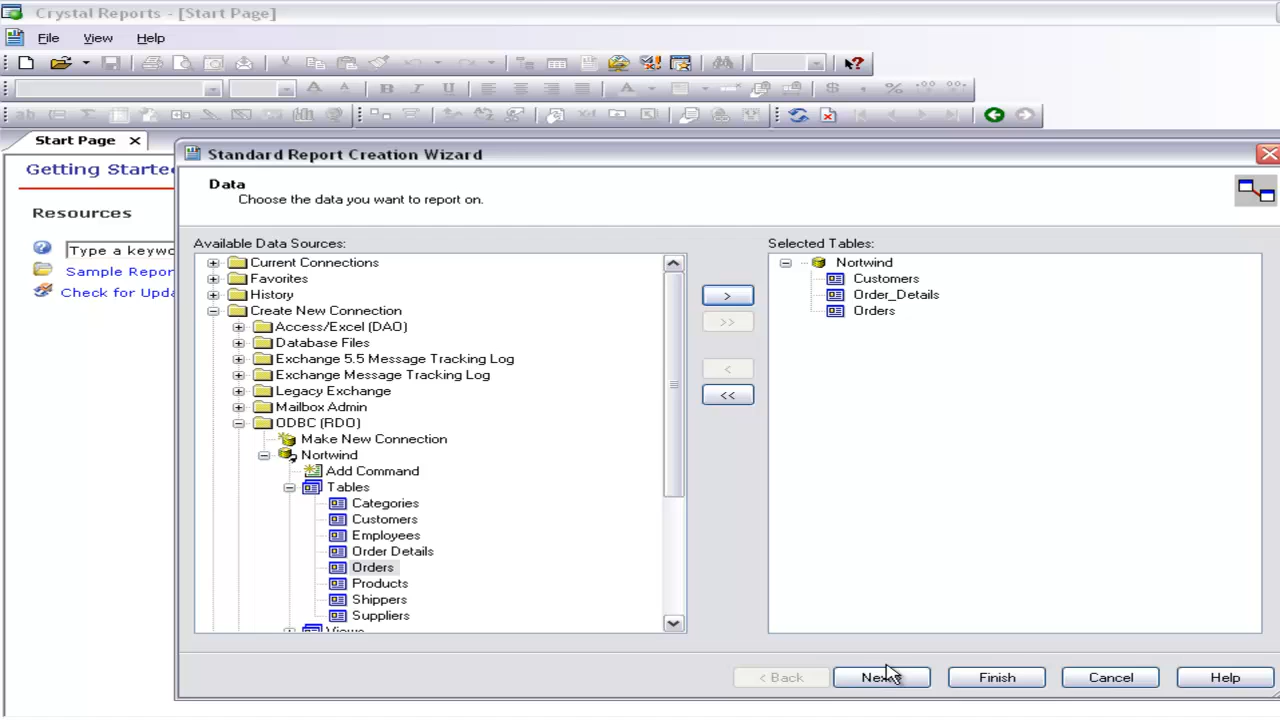 Crystal Reports - [Start Page]
File View Help
Start Page
Getting Starte
Resources
Type a keywo
Sample Repor
Check for Upda
Standard Report Creation Wizard
Data
Choose the data you want to report on.
Available Data Sources:
Current Connections
Favorites
History
Create New Connection
Access/Excel (DAO)
Database Files
Exchange 5.5 Message Tracking Log
Exchange Message Tracking Log
Legacy Exchange
Mailbox Admin
ODBC (RDO)
Make New Connection
Nortwind
Add Command
Tables
Categories
Customers
Employees
Order Details
Orders
Products
Shippers
Suppliers
Views
>
>>
<
<<
Selected Tables:
Nortwind
Customers
Order_Details
Orders
< Back Next > Finish Cancel Help